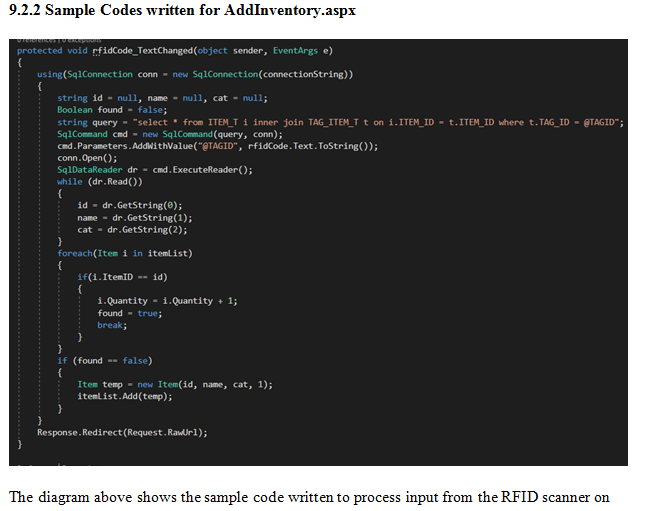 9.2.2 Sample Codes written for AddInventory.aspx
0 references | 0 exceptions
protected void rfidCode_TextChanged(object sender, EventArgs e)
{
using(SqlConnection conn = new SqlConnection(connectionString))
{
string id = null, name = null, cat = null;
Boolean found = false;
string query = "select * from ITEM_T i inner join TAG_ITEM_T t on i.ITEM_ID = t.ITEM_ID where t.TAG_ID = @TAGID";
SqlCommand cmd = new SqlCommand(query, conn);
cmd.Parameters.AddWithValue("@TAGID", rfidCode.Text.ToString());
conn.Open();
SqlDataReader dr = cmd.ExecuteReader();
while (dr.Read())
{
id = dr.GetString(0);
name = dr.GetString(1);
cat = dr.GetString(2);
}
foreach(Item i in itemList)
{
if(i.ItemID == id)
{
i.Quantity = i.Quantity + 1;
found = true;
break;
}
}
if (found == false)
{
Item temp = new Item(id, name, cat, 1);
itemList.Add(temp);
}
}
Response.Redirect(Request.RawUrl);
}
The diagram above shows the sample code written to process input from the RFID scanner on